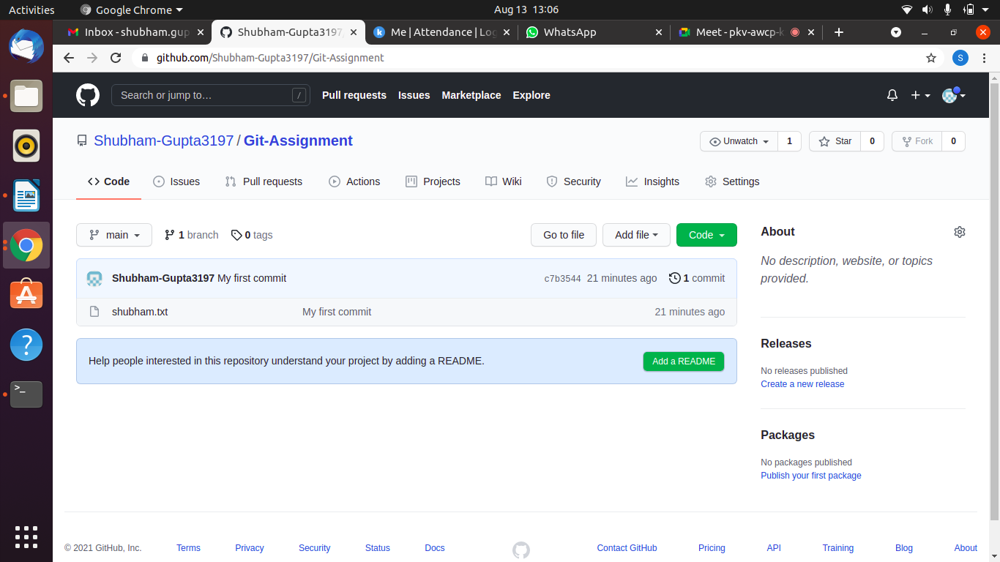 Activities Google Chrome Aug 13 13:06
Inbox - shubham.gup Shubham-Gupta3197 Me | Attendance | Log WhatsApp Meet - pkv-awcp-k
github.com/Shubham-Gupta3197/Git-Assignment S
Search or jump to… / Pull requests Issues Marketplace Explore
Shubham-Gupta3197 / Git-Assignment Unwatch 1 Star 0 Fork 0
Code Issues Pull requests Actions Projects Wiki Security Insights Settings
main 1 branch 0 tags Go to file Add file Code
Shubham-Gupta3197 My first commit c7b3544 21 minutes ago 1 commit
shubham.txt My first commit 21 minutes ago
Help people interested in this repository understand your project by adding a README. Add a README
About
No description, website, or topics
provided.
Releases
No releases published
Create a new release
Packages
No packages published
Publish your first package
© 2021 GitHub, Inc. Terms Privacy Security Status Docs Contact GitHub Pricing API Training Blog About